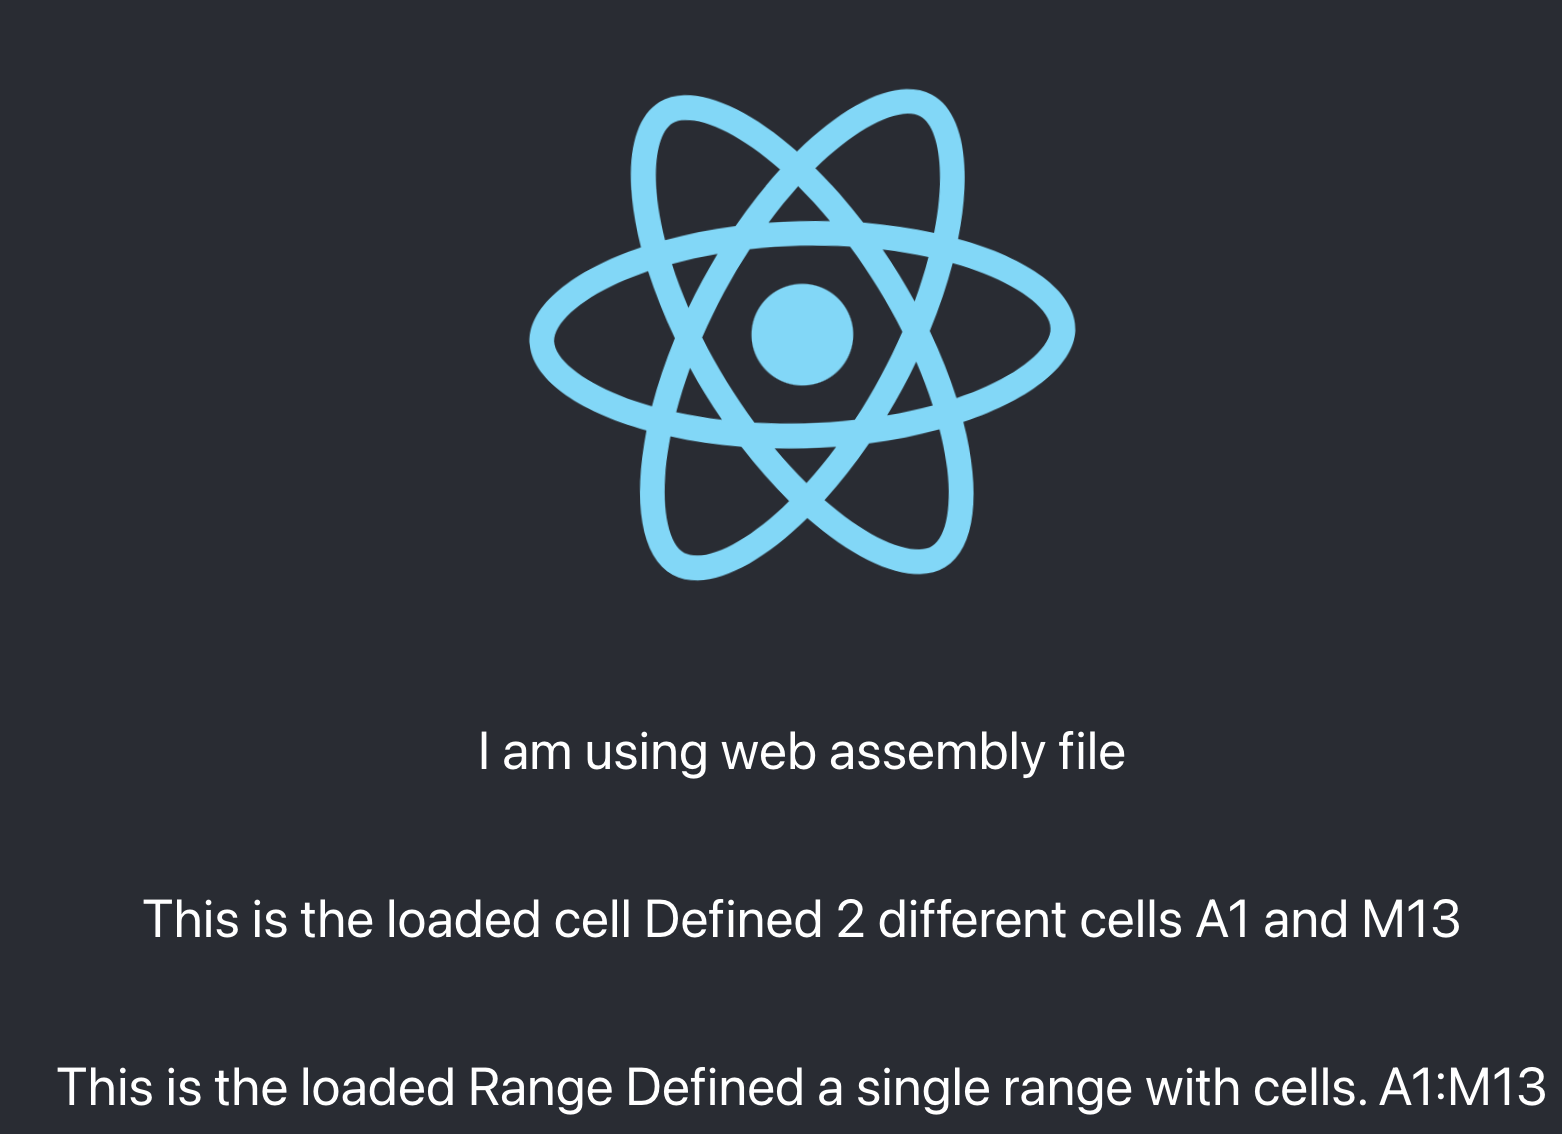 I am using web assembly file
This is the loaded cell Defined 2 different cells A1 and M13
This is the loaded Range Defined a single range with cells. A1:M13